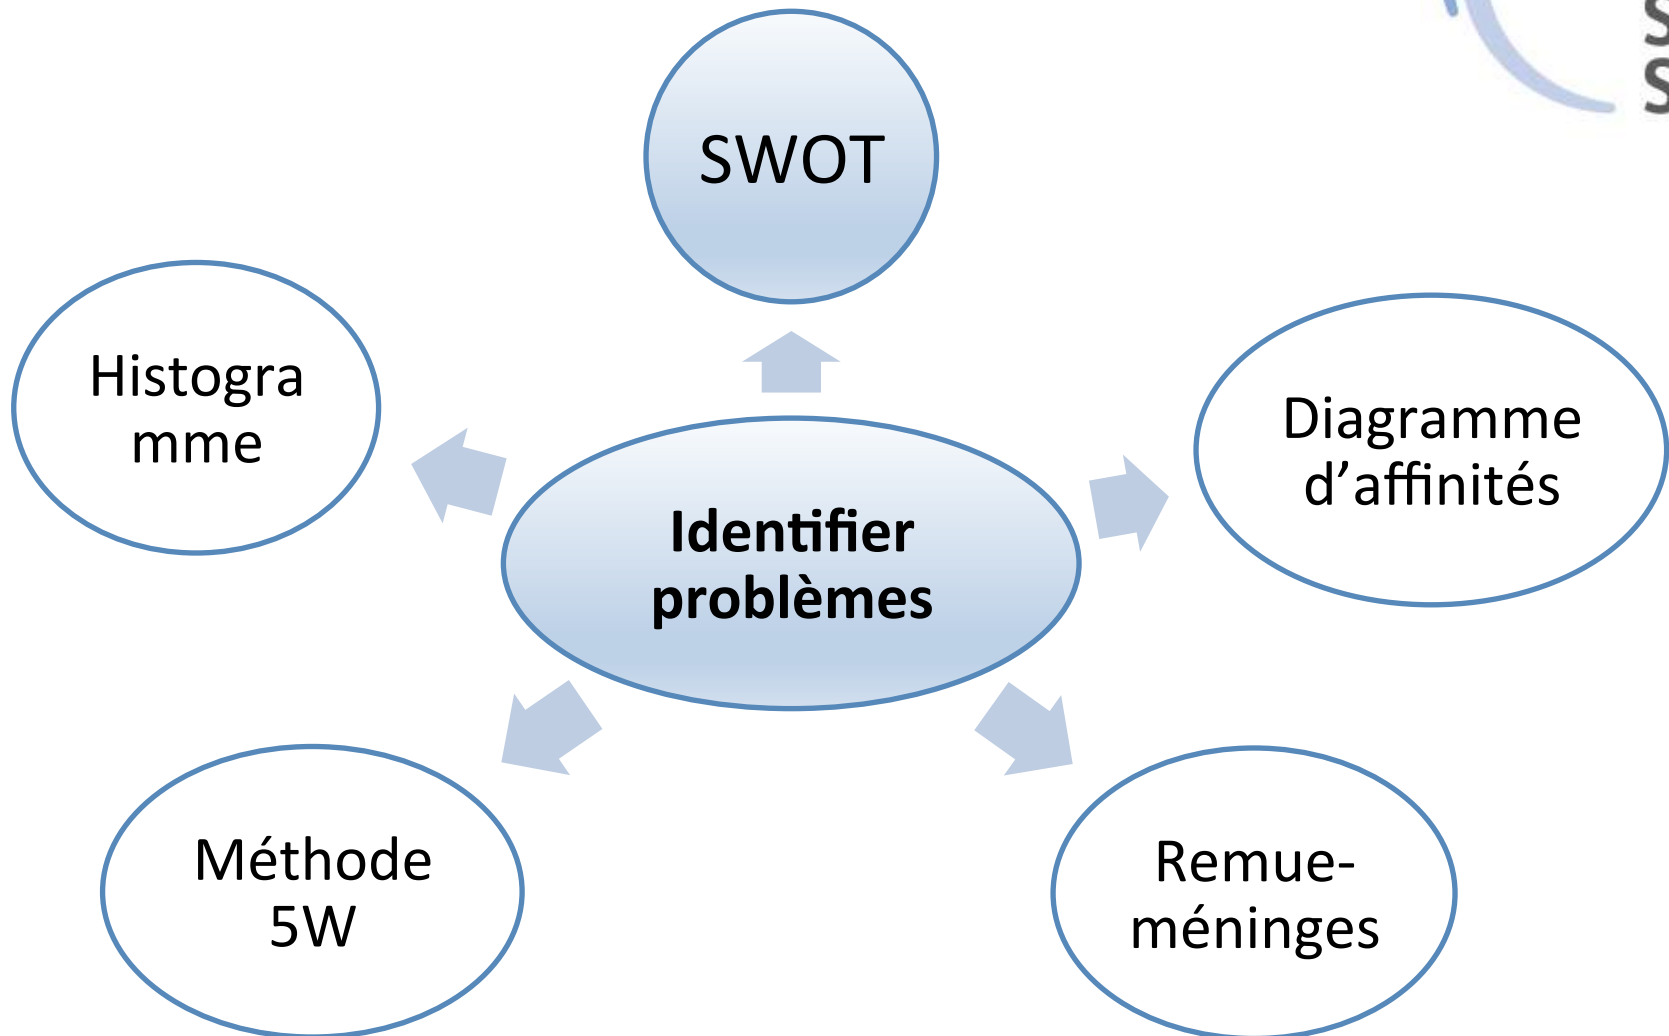 S
S
SWOT
Histogra
mme
Diagramme
d’affinités
Identifier
problèmes
Méthode
5W
Remue-
méninges